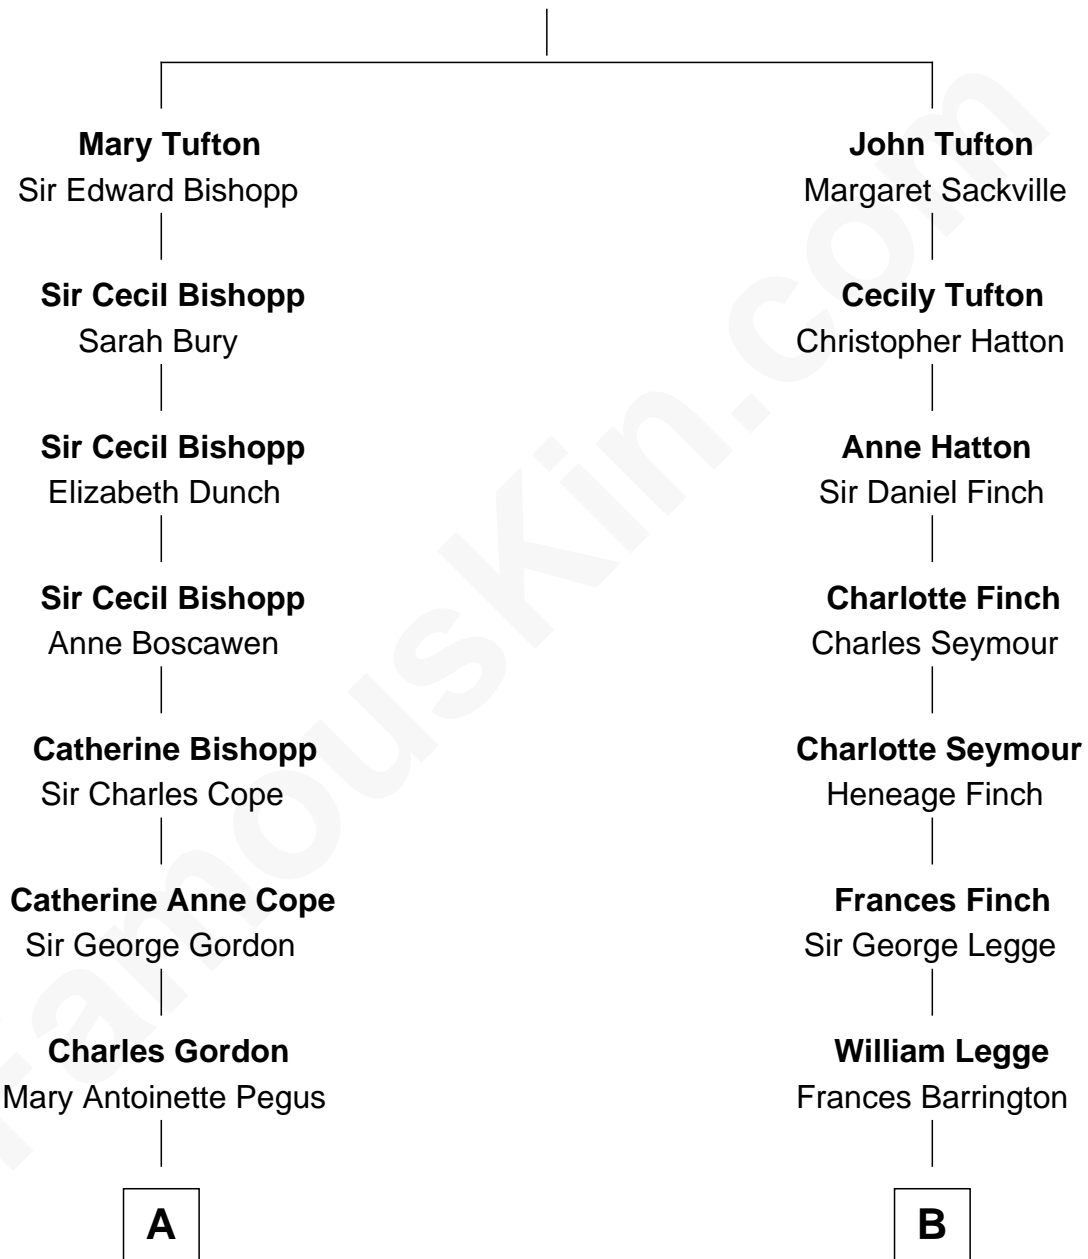 Mary Tufton
Sir Edward Bishopp
Sir Cecil Bishopp
Sarah Bury
Sir Cecil Bishopp
Elizabeth Dunch
Sir Cecil Bishopp
Anne Boscawen
Catherine Bishopp
Sir Charles Cope
Catherine Anne Cope
Sir George Gordon
Charles Gordon
Mary Antoinette Pegus
A
John Tufton
Margaret Sackville
Cecily Tufton
Christopher Hatton
Anne Hatton
Sir Daniel Finch
Charlotte Finch
Charles Seymour
Charlotte Seymour
Heneage Finch
Frances Finch
Sir George Legge
William Legge
Frances Barrington
B
FamousKin.com